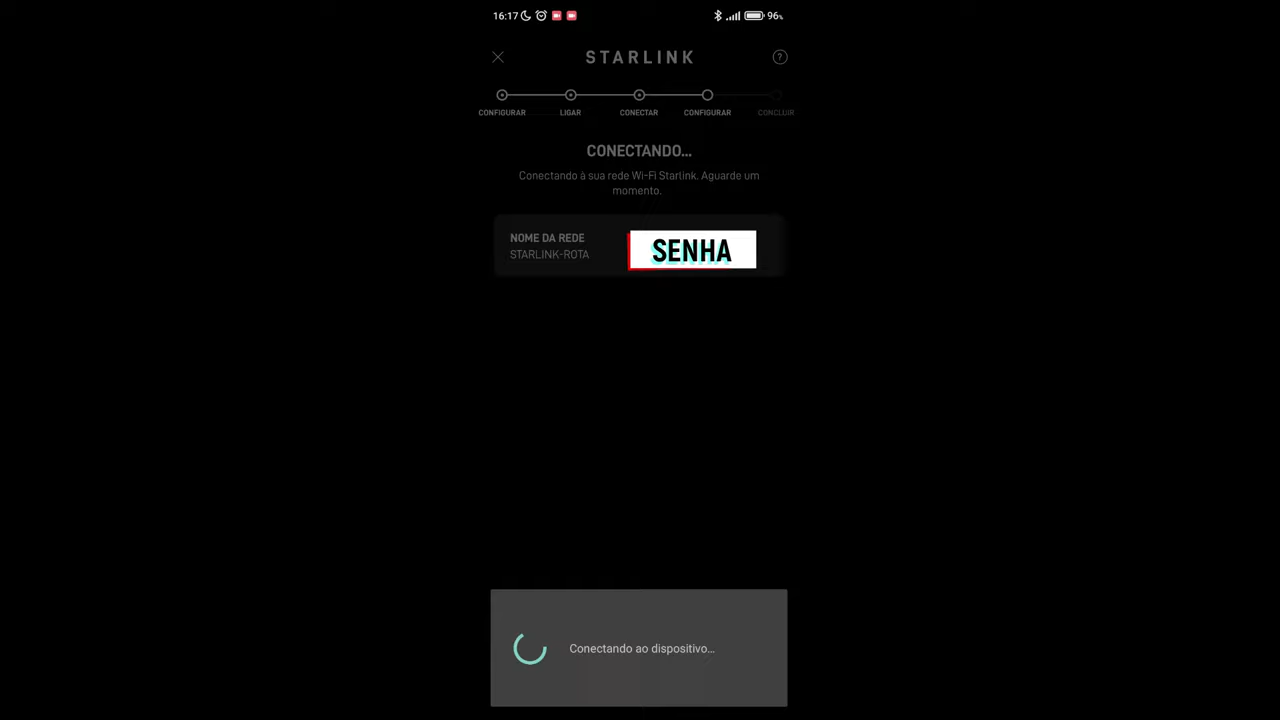 16:17 96%
STARLINK
CONFIGURAR LIGAR CONECTAR CONFIGURAR CONCLUIR
CONECTANDO...
Conectando à sua rede Wi-Fi Starlink. Aguarde um
momento.
NOME DA REDE
STARLINK-ROTA
SENHA
Conectando ao dispositivo...